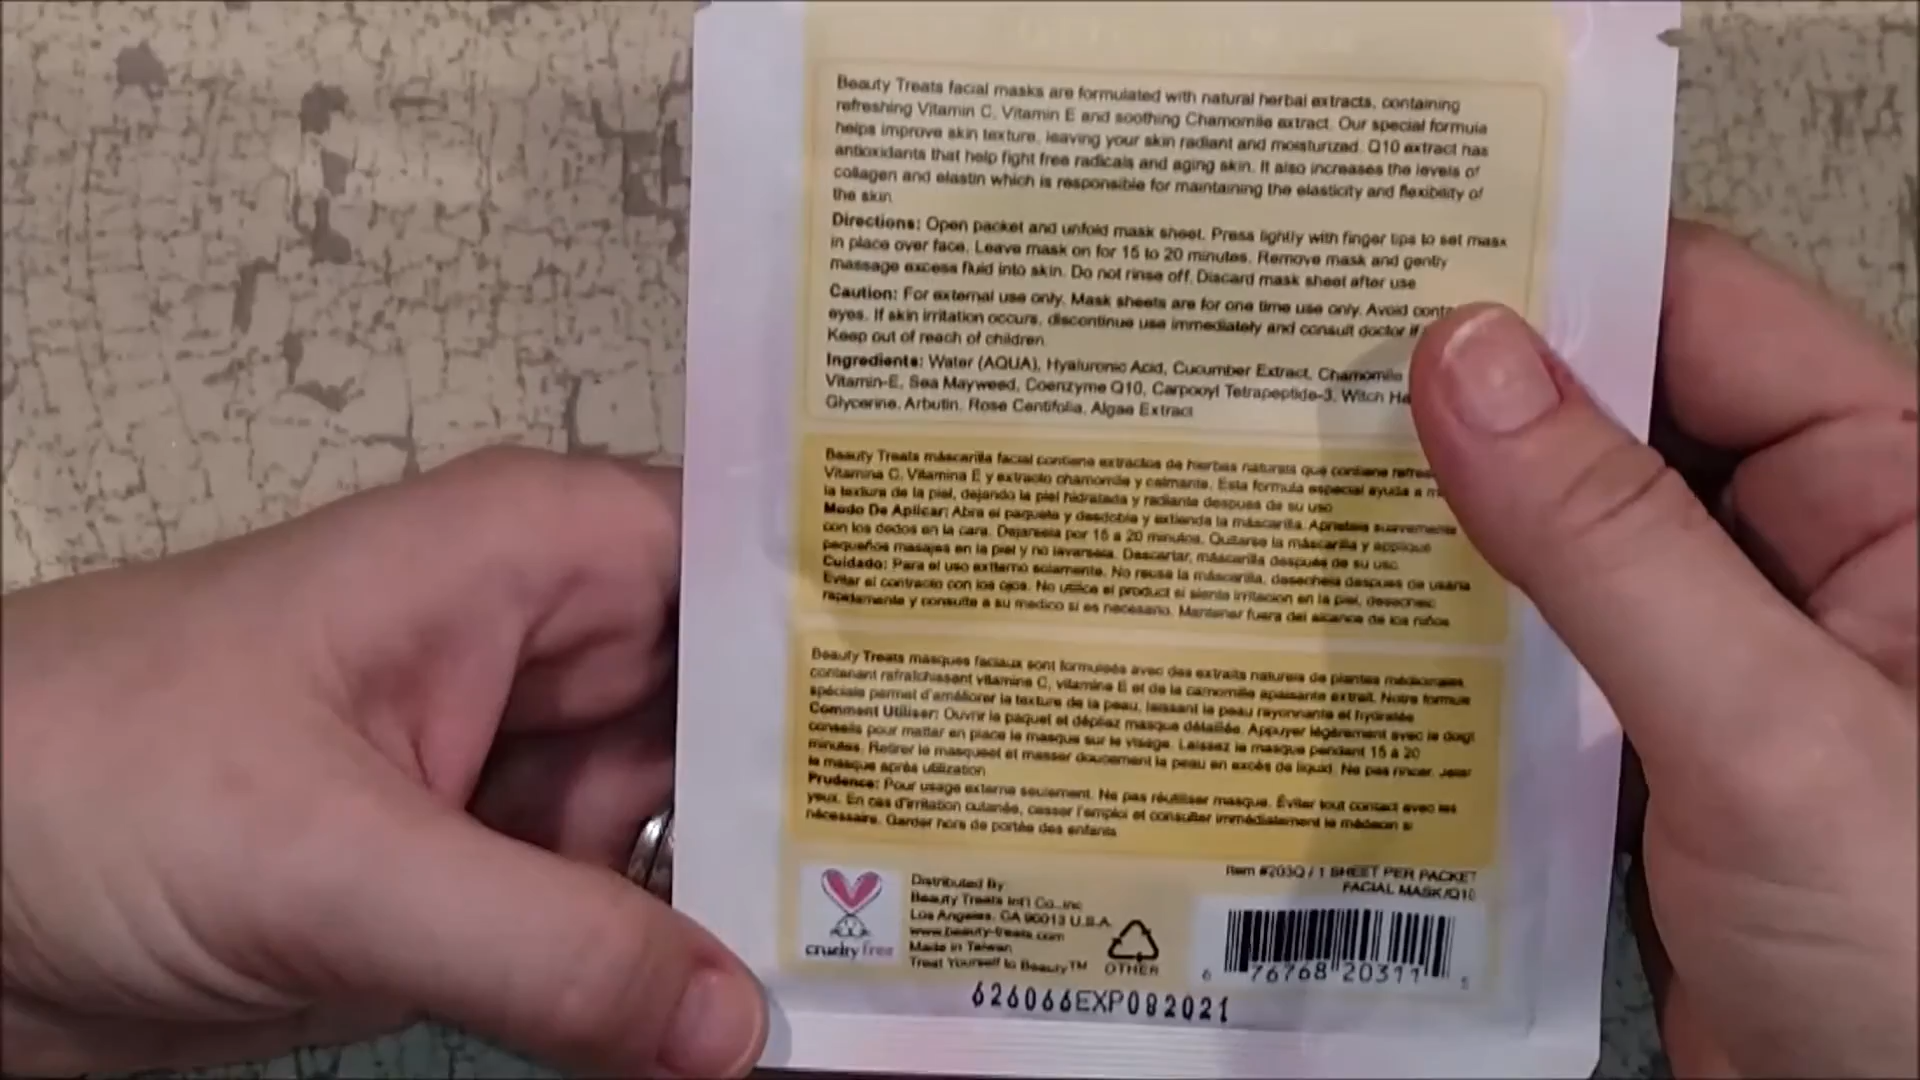 Beauty Treats facial masks are formulated with natural herbal extracts, containing
refreshing Vitamin C, Vitamin E and soothing Chamomile extract. Our special formula
helps improve skin texture, leaving your skin radiant and moisturized. Q10 extract has
antioxidants that help fight free radicals and aging skin. It also increases the levels of
collagen and elastin which is responsible for maintaining the elasticity and flexibility of
the skin
Directions: Open packet and unfold mask sheet. Press lightly with finger tips to set mask
in place over face. Leave mask on for 15 to 20 minutes. Remove mask and gently
massage excess fluid into skin. Do not rinse off. Discard mask sheet after use
Caution: For external use only. Mask sheets are for one time use only. Avoid
eyes. If skin irritation occurs, discontinue use immediately and consult doctor if
Keep out of reach of children
Ingredients: Water (AQUA), Hyaluronic Acid, Cucumber Extract, Chamomile
Vitamin-E, Sea Mayweed, Coenzyme Q10, Carpooyl Tetrapeptide-3, Witch
Glycerine, Arbutin, Rose Centifolia, Algae Extract
Beauty Treats máscarilla facial contiene extractos de hierbas naturals que contiene
Vitamina C, Vitamina E y extracto chamomile y calmante. Esta formula especial ayuda a
la textura de la piel, dejando la piel hidratada y radiante despues de su uso
Modo De Aplicar: Abra el paquete y desdoble y extienda la máscarilla. Aprietela suavemente
con los dedos en la cara. Dejarsela por 15 a 20 minutos. Quitarse la máscarilla y applique
pequeños masajes en la piel y no lavarsela. Descartar, máscarilla después de su uso
Cuidado: Para el uso externo solamente. No reuse la máscarilla, desechela despues de usarla
Evitar el contracto con los ojos. No utilice el product si siente irritacion en la piel, desechelo
rapidamente y consulte a su medico si es necesario. Mantener fuera del alcance de los niños
Beauty Treats masques faciaux sont formuleés avec des extraits naturels de plantes médicinales
contenant rafraîchissant vitamine C, vitamine E et de la camomille apaisante extrait. Notre formule
spéciale permet d'améliorer la texture de la peau, laissant la peau rayonnante et hydratée
Comment Utiliser: Ouvrir le paquet et dépliez masque détaillée. Appuyer légèrement avec le doigt
conseils pour mettre en place le masque sur le visage. Laissez le masque pendant 15 à 20
minutes. Retirer le masqueet et masser doucement la peau en excès de liquid. Ne pas rincer. Jeter
le masque après utilization
Prudence: Pour usage externe seulement. Ne pas réutiliser masque. Éviter tout contact avec les
yeux. En cas d'irritation cutanée, cesser l'emploi et consulter immédiatement le médecin si
nécessaire. Garder hors de portée des enfants
cruelty free
Distributed By
Beauty Treats Int'l Co., Inc
Los Angeles, CA 90013 U.S.A.
www.beauty-treats.com
Made in Taiwan
Treat Yourself to Beauty™
OTHER
Item #203Q / 1 SHEET PER PACKET
FACIAL MASK/Q10
6 76768 20311 5
626066EXP082021